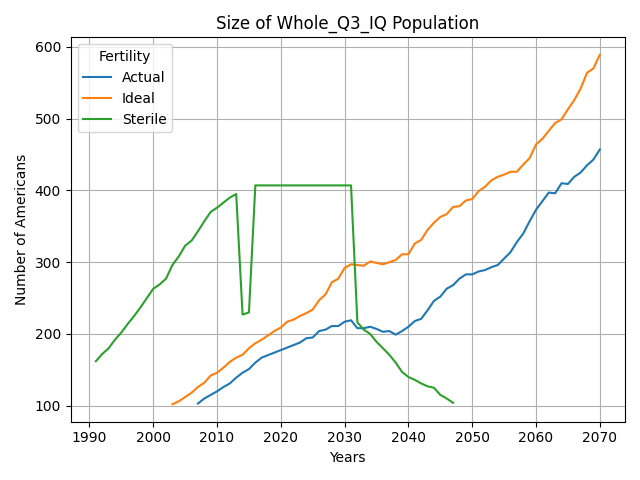 Size of Whole_Q3_IQ Population
Number of Americans
600
500
400
300
200
100
Fertility
Actual
Ideal
Sterile
1990 2000 2010 2020 2030 2040 2050 2060 2070
Years